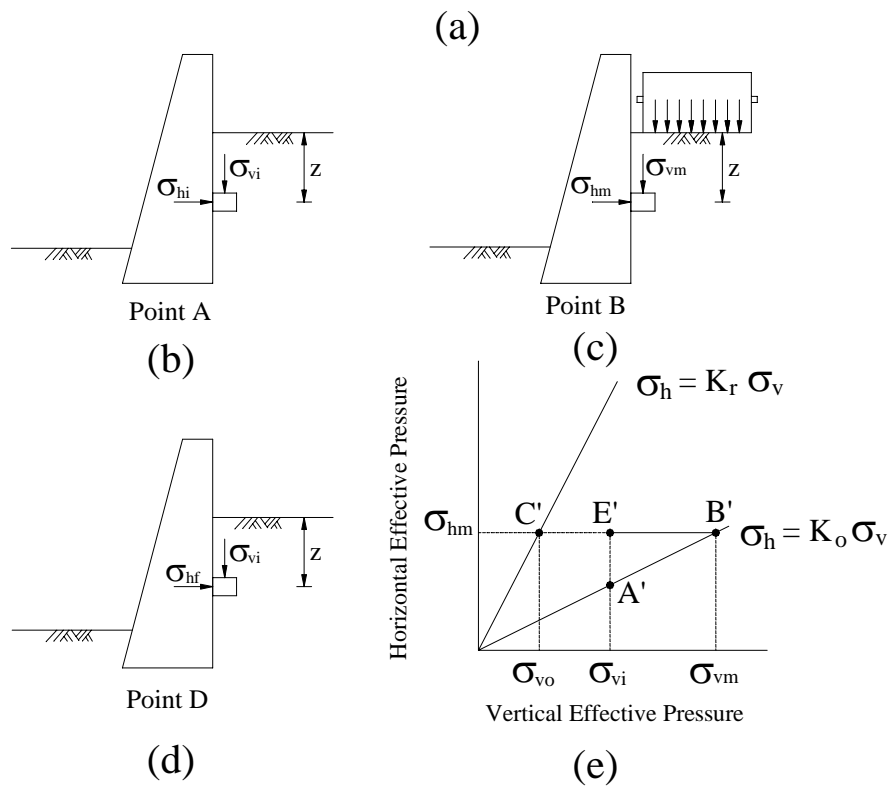 (a)
σvi
σhi
z
Point A
(b)
σvm
σhm
z
Point B
(c)
σvi
σhf
z
Point D
(d)
Horizontal Effective Pressure
σh = Kr σv
C'
E'
B'
σhm
σh = Ko σv
A'
σvo
σvi
σvm
Vertical Effective Pressure
(e)